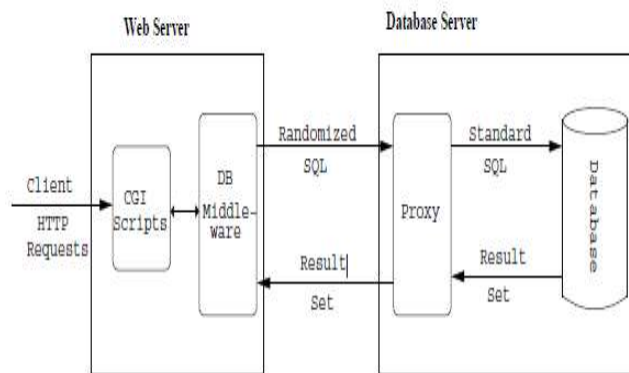 Web Server
Database Server
Client
HTTP
Requests
CGI
Scripts
DB
Middle-
ware
Randomized
SQL
Result
Set
Proxy
Standard
SQL
Result
Set
Database